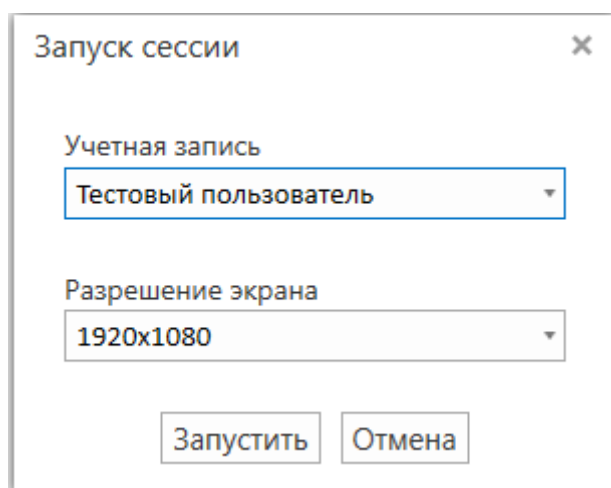 Запуск сессии
Учетная запись
Тестовый пользователь
Разрешение экрана
1920x1080
Запустить Отмена